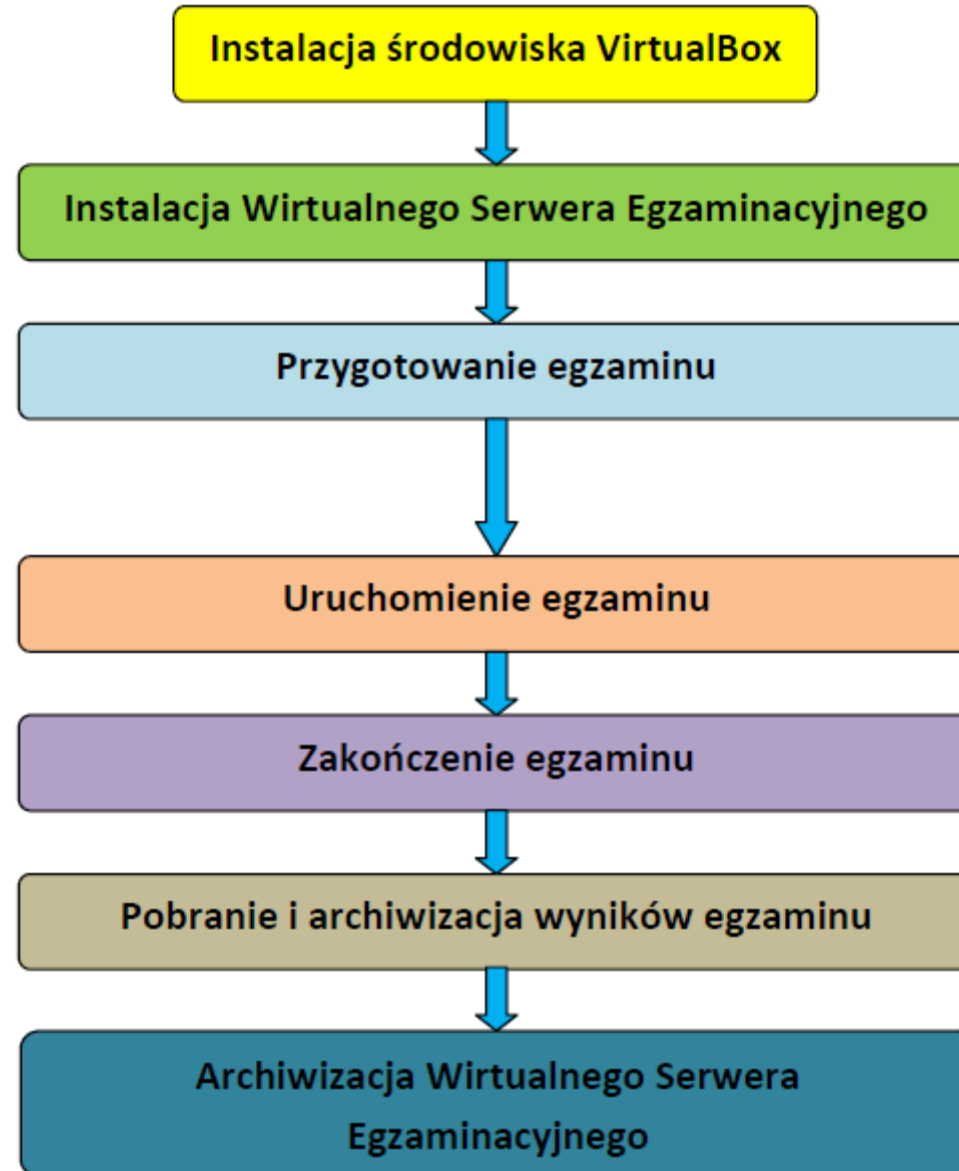 Instalacja środowiska VirtualBox
Instalacja Wirtualnego Serwera Egzaminacyjnego
Przygotowanie egzaminu
Uruchomienie egzaminu
Zakończenie egzaminu
Pobranie i archiwizacja wyników egzaminu
Archiwizacja Wirtualnego Serwera
Egzaminacyjnego